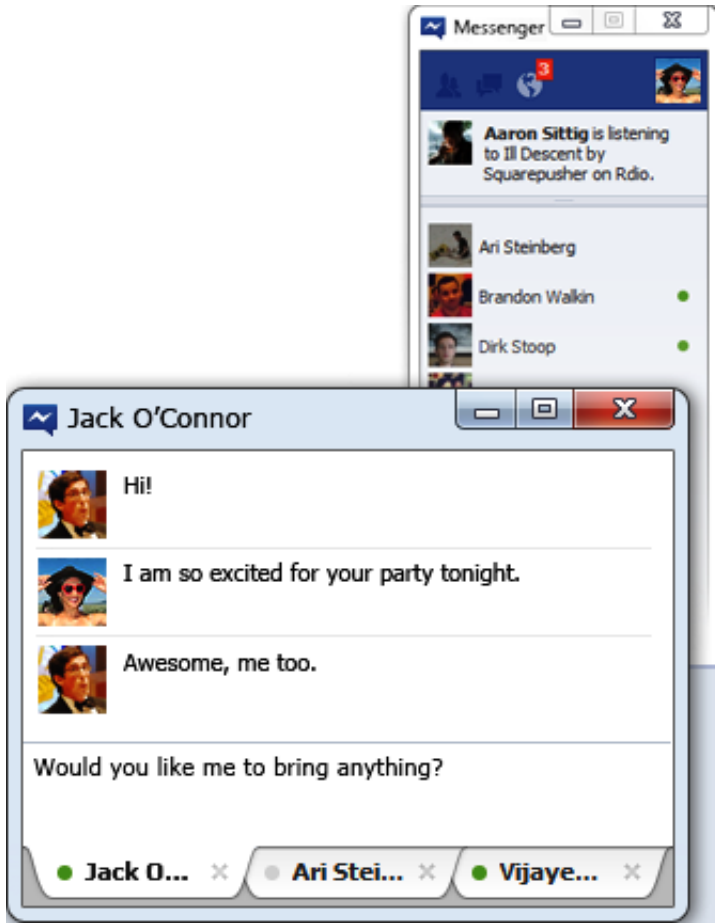 Messenger
3
Aaron Sittig is listening
to Ill Descent by
Squarepusher on Rdio.
Ari Steinberg
Brandon Walkin
Dirk Stoop
Jack O’Connor
Hi!
I am so excited for your party tonight.
Awesome, me too.
Would you like me to bring anything?
Jack O... Ari Stei... Vijaye...